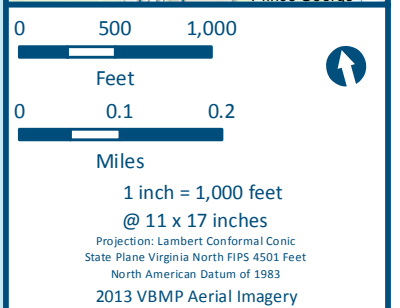 0 500 1,000
Feet
0 0.1 0.2
Miles
1 inch = 1,000 feet
@ 11 x 17 inches
Projection: Lambert Conformal Conic
State Plane Virginia North FIPS 4501 Feet
North American Datum of 1983
2013 VBMP Aerial Imagery